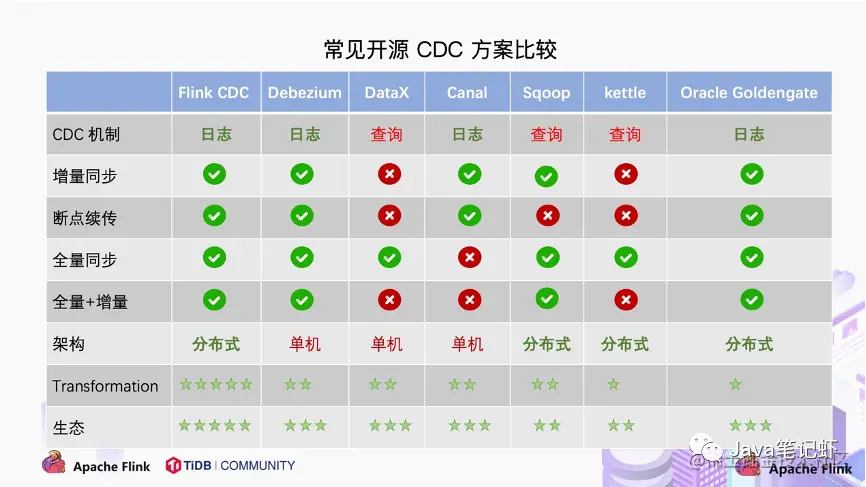 常见开源 CDC 方案比较
Flink CDC Debezium DataX Canal Sqoop kettle Oracle Goldengate
CDC 机制 日志 日志 查询 日志 查询 查询 日志
增量同步
断点续传
全量同步
全量+增量
架构 分布式 单机 单机 单机 分布式 分布式 分布式
Transformation
生态
Apache Flink TiDB COMMUNITY
Java笔记虾
Apache Flink